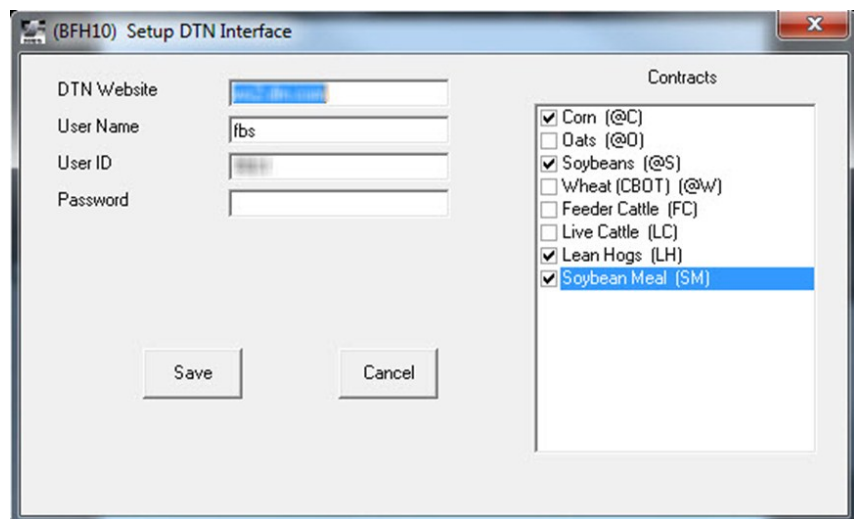 (BFH10) Setup DTN Interface
DTN Website
User Name
fbs
User ID
Password
Save
Cancel
Contracts
Corn (@C)
Oats (@O)
Soybeans (@S)
Wheat (CBOT) (@W)
Feeder Cattle (FC)
Live Cattle (LC)
Lean Hogs (LH)
Soybean Meal (SM)